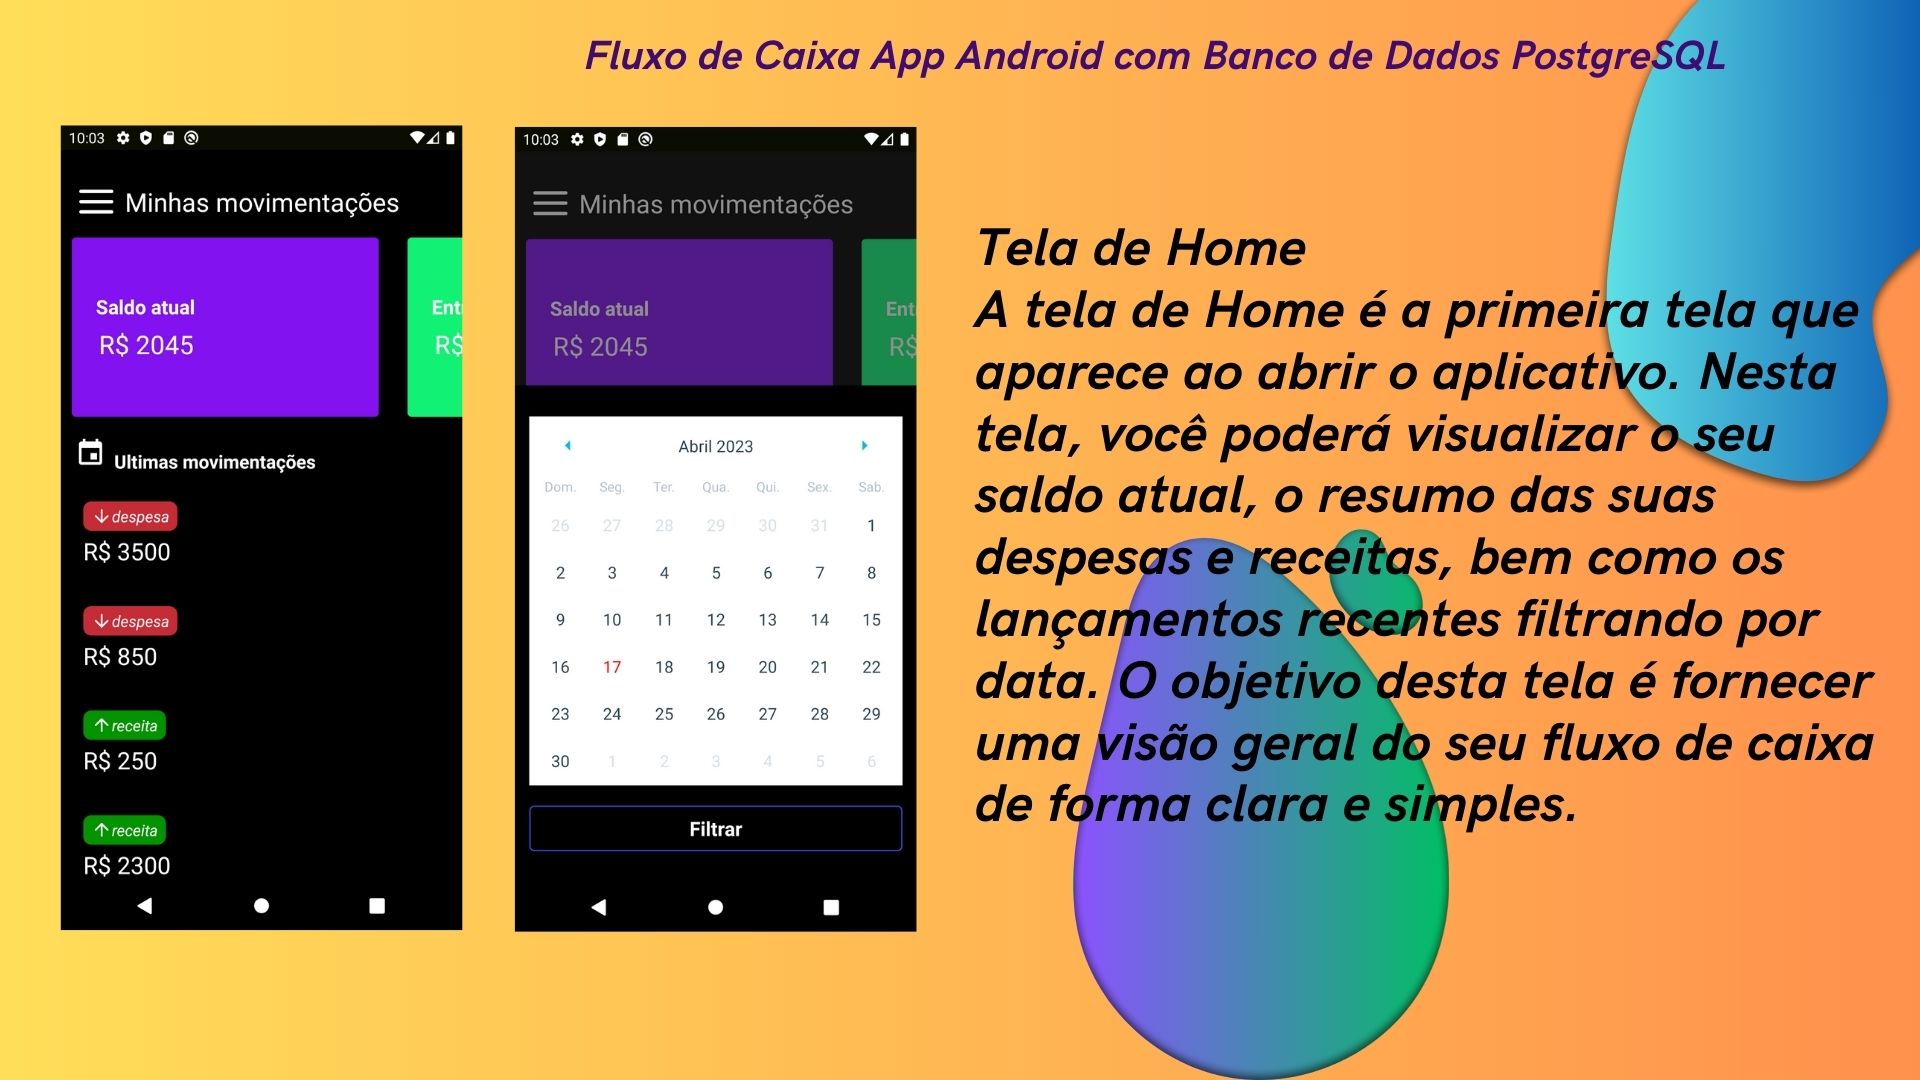 Fluxo de Caixa App Android com Banco de Dados PostgreSQL
10:03
Minhas movimentações
Saldo atual
R$ 2045
Ent
R$
Ultimas movimentações
despesa
R$ 3500
despesa
R$ 850
receita
R$ 250
receita
R$ 2300
10:03
Minhas movimentações
Saldo atual
R$ 2045
Ent
R$
Abril 2023
Dom. Seg. Ter. Qua. Qui. Sex. Sab.
26 27 28 29 30 31 1
2 3 4 5 6 7 8
9 10 11 12 13 14 15
16 17 18 19 20 21 22
23 24 25 26 27 28 29
30 1 2 3 4 5 6
Filtrar
Tela de Home
A tela de Home é a primeira tela que
aparece ao abrir o aplicativo. Nesta
tela, você poderá visualizar o seu
saldo atual, o resumo das suas
despesas e receitas, bem como os
lançamentos recentes filtrando por
data. O objetivo desta tela é fornecer
uma visão geral do seu fluxo de caixa
de forma clara e simples.